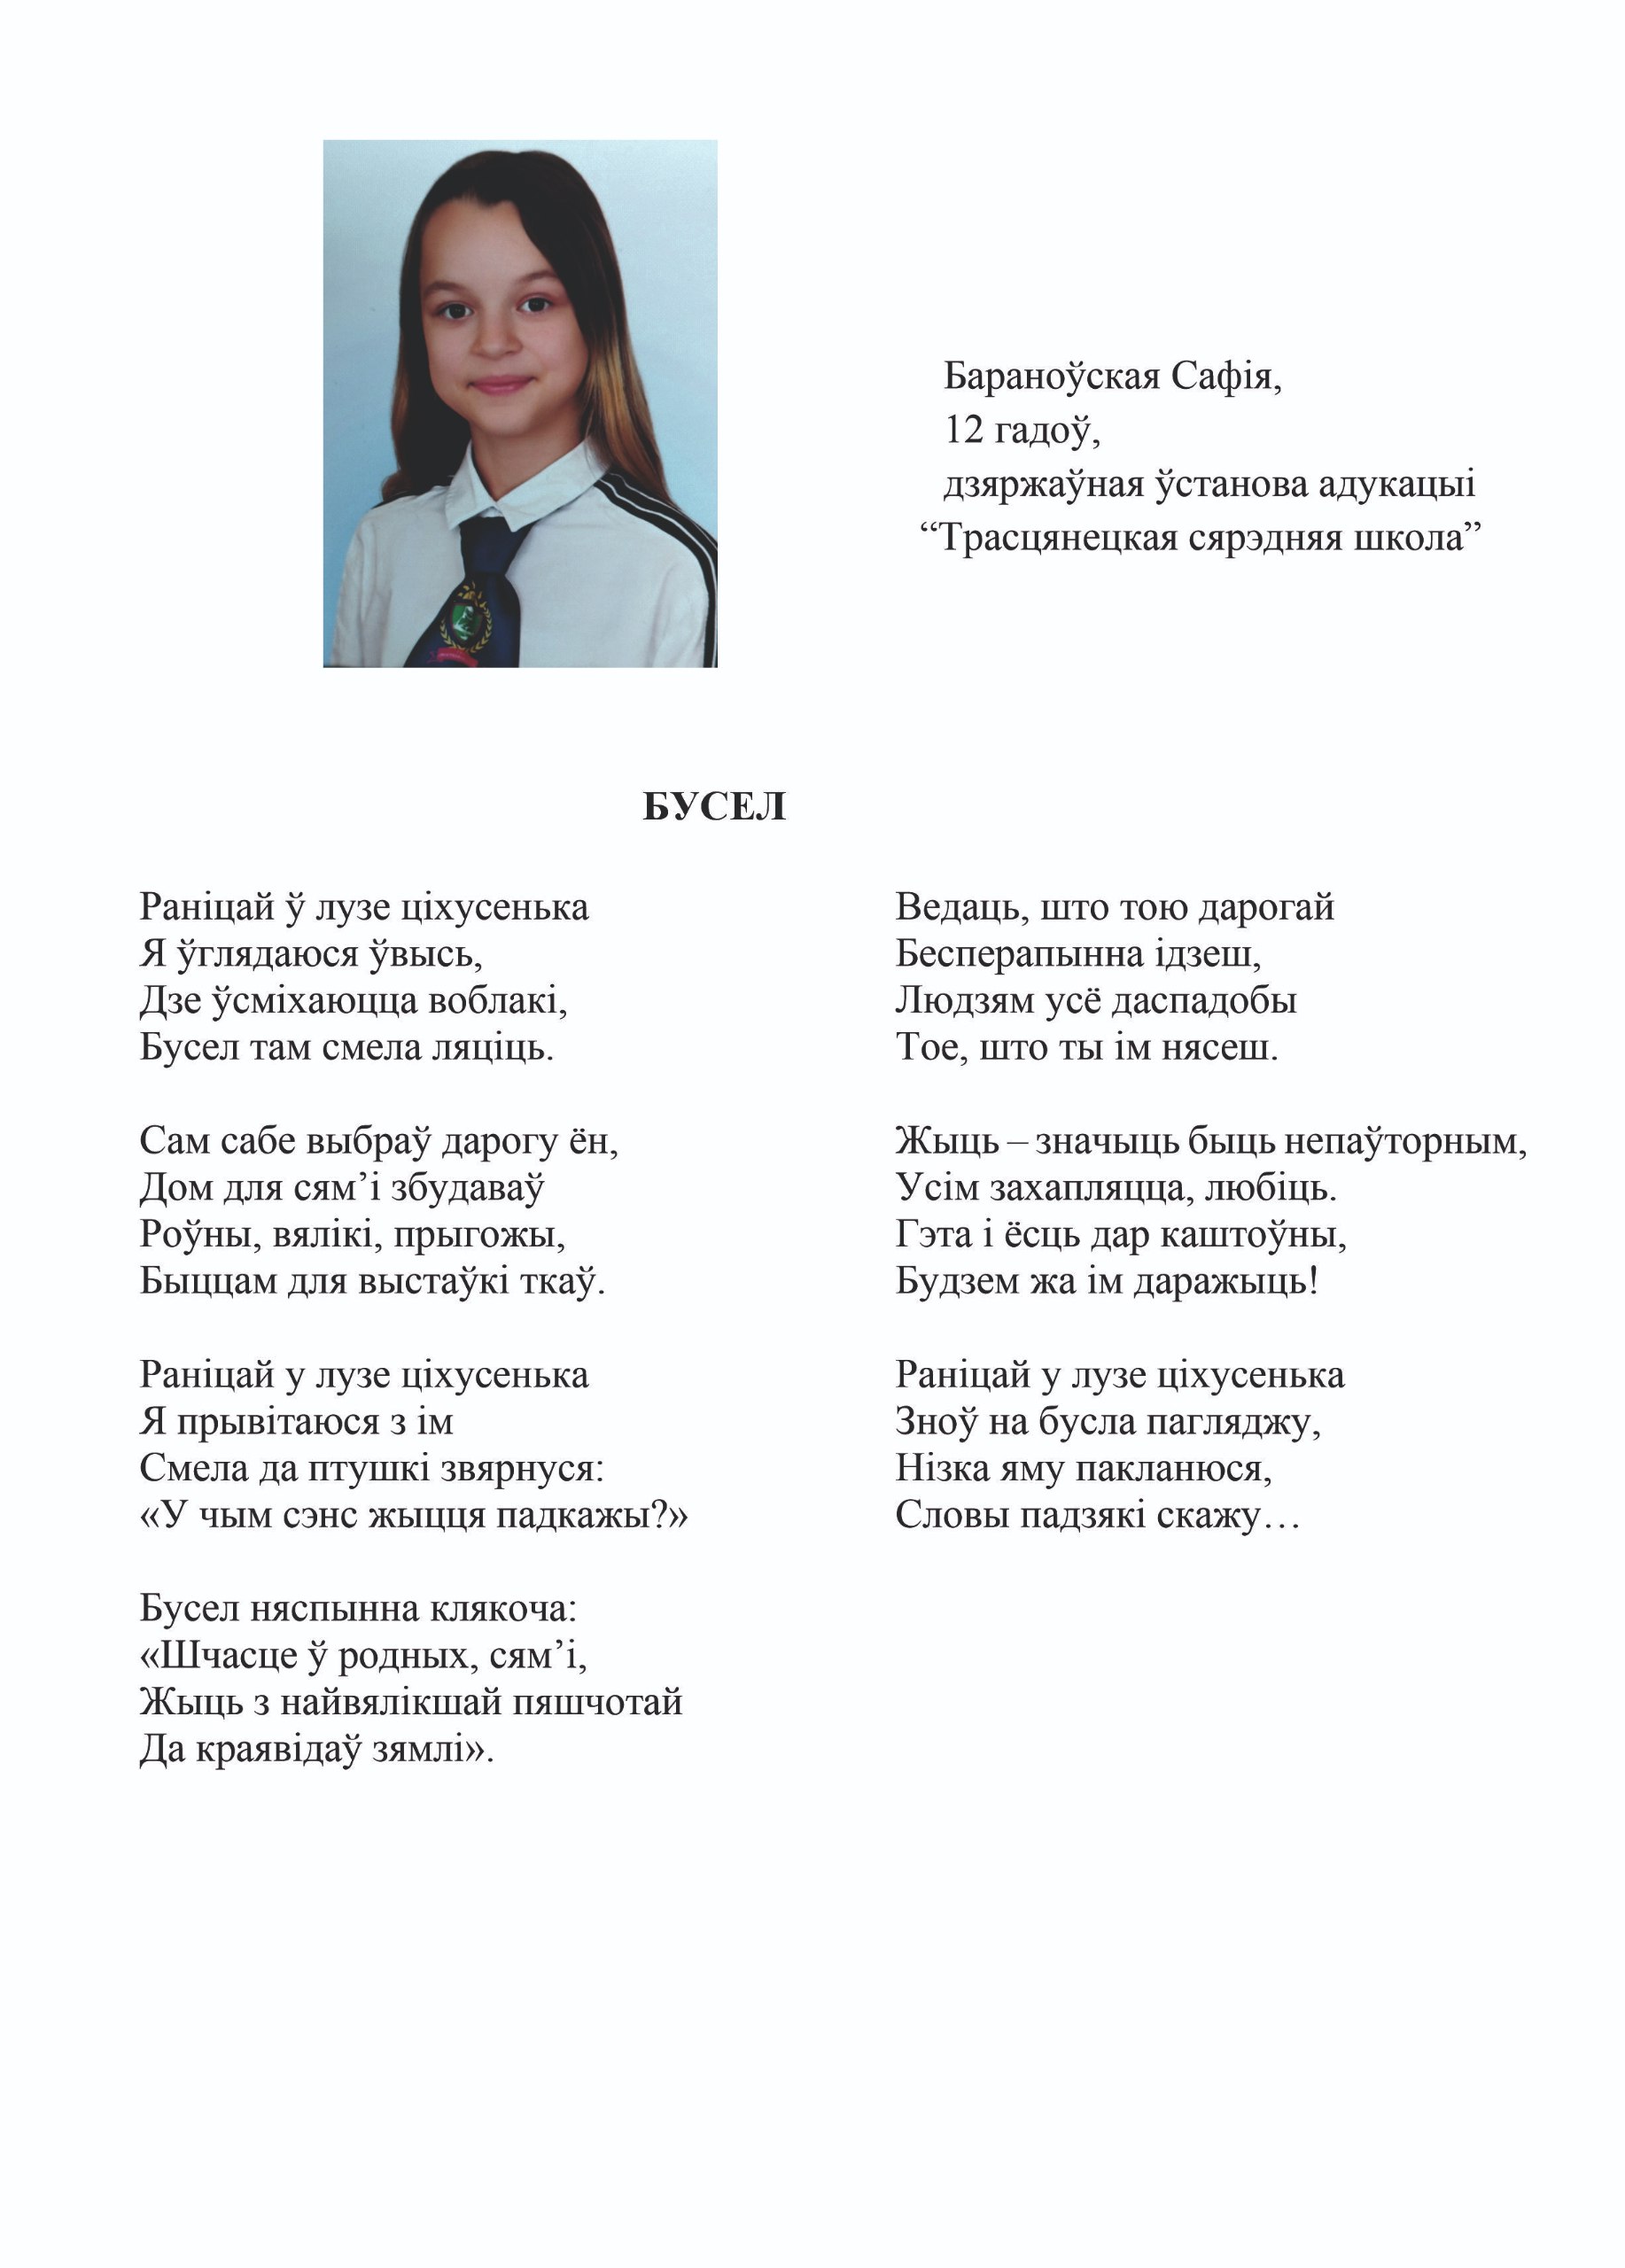 Бараноўская Сафія,
12 гадоў,
дзяржаўная ўстанова адукацыі
“Трасцянецкая сярэдняя школа”
БУСЕЛ
Раніцай ў лузе ціхусенька
Я ўглядаюся ўвысь,
Дзе ўсміхаюцца воблакі,
Бусел там смела ляціць.
Сам сабе выбраў дарогу ён,
Дом для сям’і збудаваў
Роўны, вялікі, прыгожы,
Быццам для выстаўкі ткаў.
Раніцай у лузе ціхусенька
Я прывітаюся з ім
Смела да птушкі звярнуся:
«У чым сэнс жыцця падкажы?»
Бусел няспынна клякоча:
«Шчасце ў родных, сям’і,
Жыць з найвялікшай пяшчотай
Да краявідаў зямлі».
Ведаць, што тою дарогай
Бесперапынна ідзеш,
Людзям усё даспадобы
Тое, што ты ім нясеш.
Жыць – значыць быць непаўторным,
Усім захапляцца, любіць.
Гэта і ёсць дар каштоўны,
Будзем жа ім даражыць!
Раніцай у лузе ціхусенька
Зноў на бусла пагляджу,
Нізка яму пакланюся,
Словы падзякі скажу…